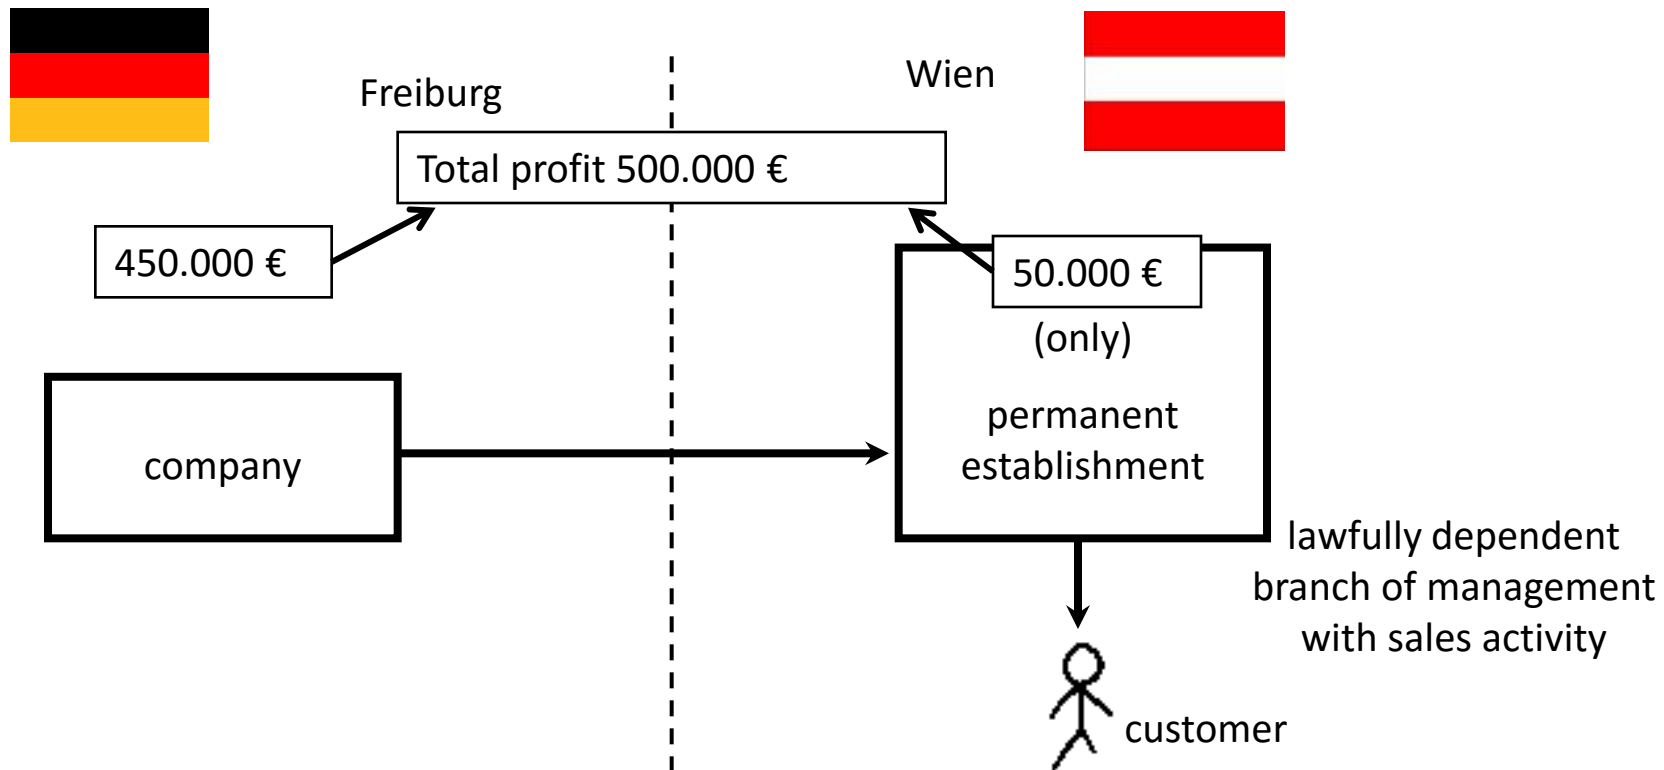 Freiburg
Wien
Total profit 500.000 €
450.000 €
50.000 €
(only)
permanent
establishment
company
lawfully dependent
branch of management
with sales activity
customer